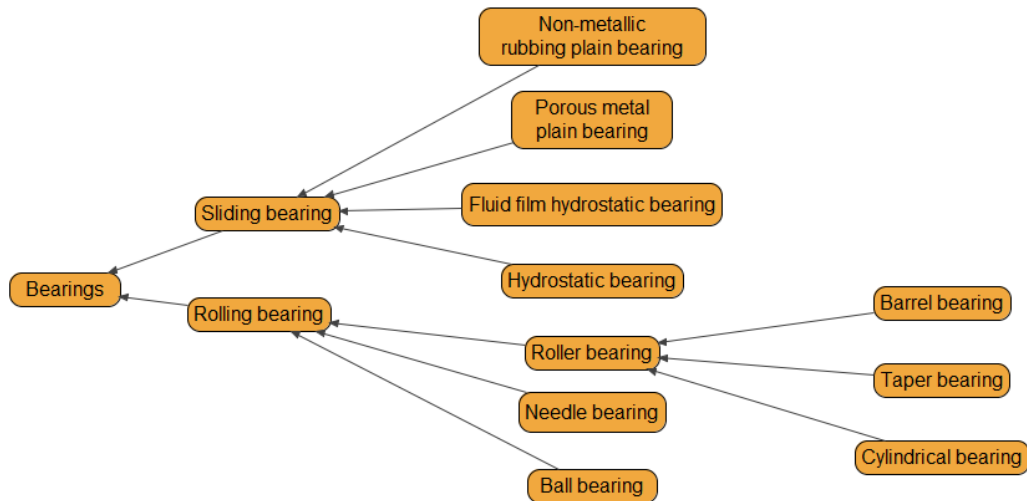 Non-metallic
rubbing plain bearing
Porous metal
plain bearing
Sliding bearing
Fluid film hydrostatic bearing
Hydrostatic bearing
Bearings
Rolling bearing
Barrel bearing
Roller bearing
Taper bearing
Needle bearing
Cylindrical bearing
Ball bearing